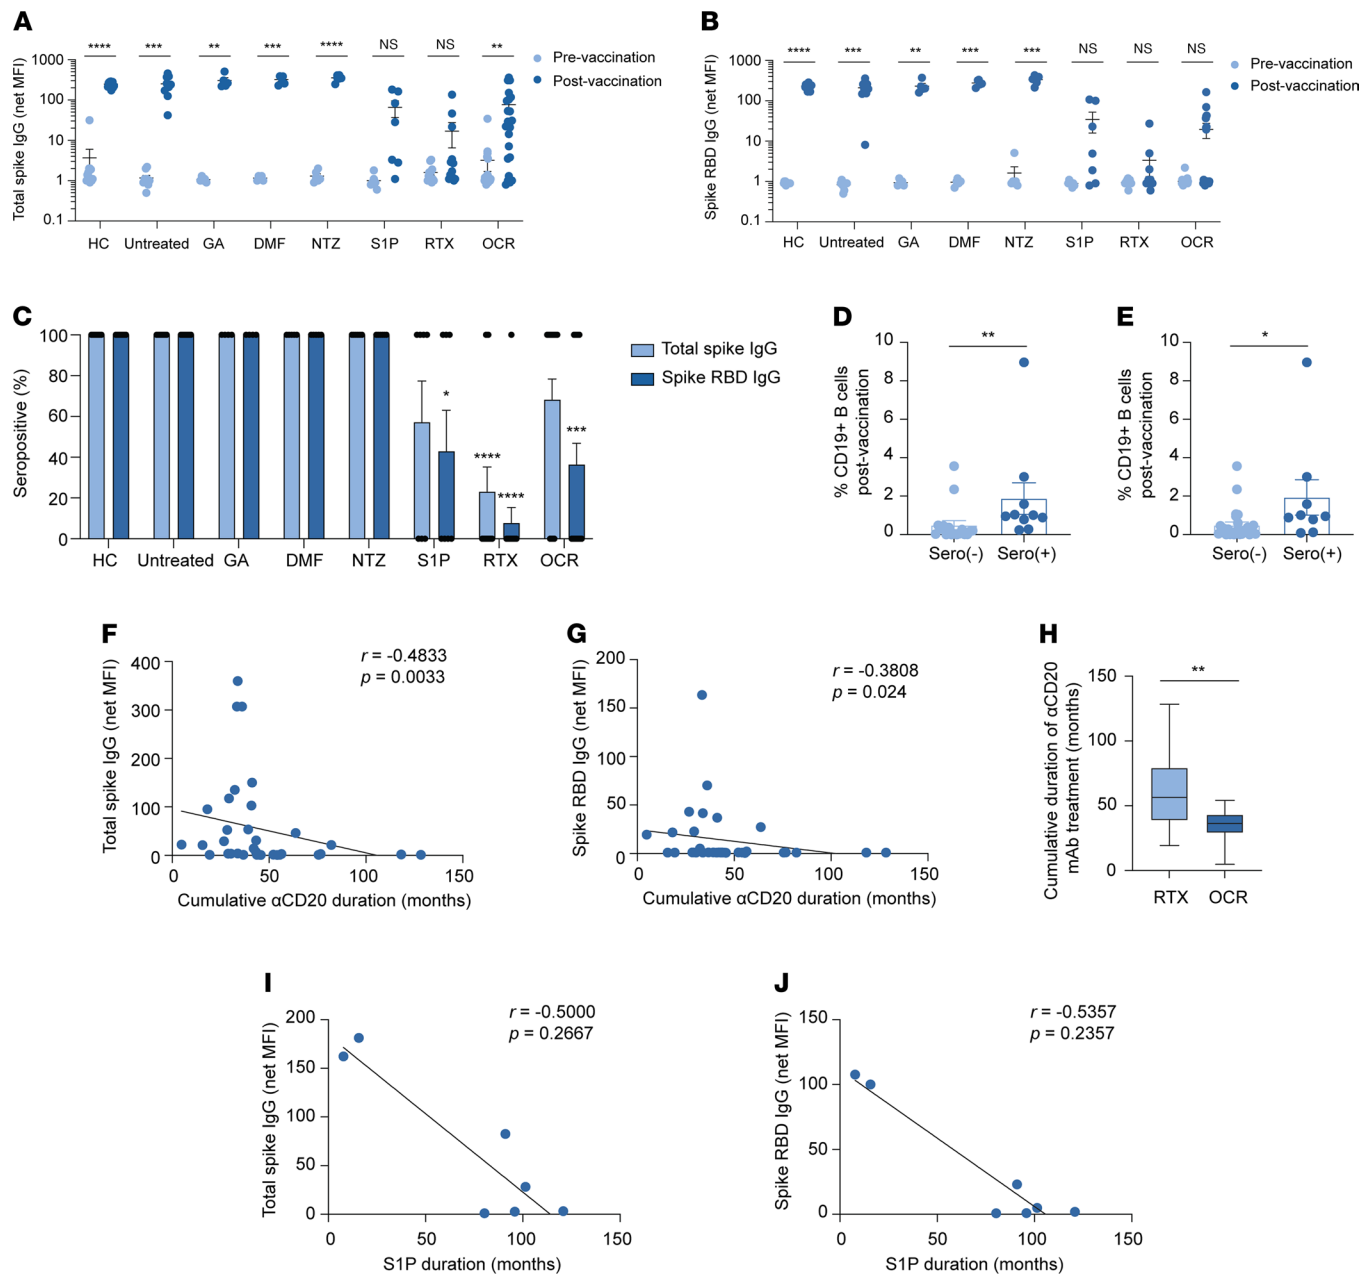 A
**** *** ** *** **** NS NS **
Total spike IgG (net MFI)
1000
100
10
1
0.1
HC Untreated GA DMF NTZ S1P RTX OCR
Pre-vaccination
Post-vaccination
B
**** *** ** *** *** NS NS NS
Spike RBD IgG (net MFI)
1000
100
10
1
0.1
HC Untreated GA DMF NTZ S1P RTX OCR
Pre-vaccination
Post-vaccination
C
Seropositive (%)
100
80
60
40
20
0
* **** **** ***
HC Untreated GA DMF NTZ S1P RTX OCR
Total spike IgG
Spike RBD IgG
D
**
% CD19+ B cells
post-vaccination
10
8
6
4
2
0
Sero(-) Sero(+)
E
*
% CD19+ B cells
post-vaccination
10
8
6
4
2
0
Sero(-) Sero(+)
F
r = -0.4833
p = 0.0033
Total spike IgG (net MFI)
400
300
200
100
0
0 50 100 150
Cumulative αCD20 duration (months)
G
r = -0.3808
p = 0.024
Spike RBD IgG (net MFI)
200
150
100
50
0
0 50 100 150
Cumulative αCD20 duration (months)
H
**
Cumulative duration of αCD20
mAb treatment (months)
150
100
50
0
RTX OCR
I
r = -0.5000
p = 0.2667
Total spike IgG (net MFI)
200
150
100
50
0
0 50 100 150
S1P duration (months)
J
r = -0.5357
p = 0.2357
Spike RBD IgG (net MFI)
150
100
50
0
0 50 100 150
S1P duration (months)